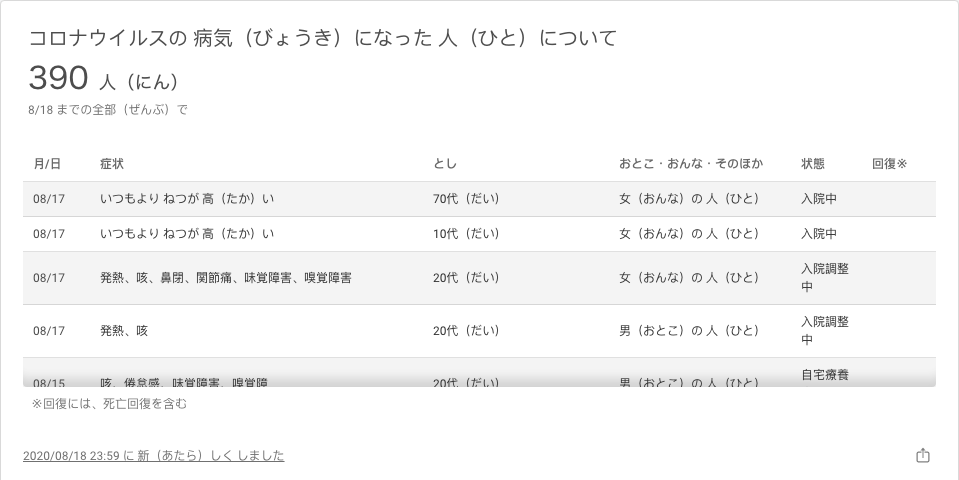 コロナウイルスの 病気（びょうき）になった 人（ひと）について
390 人（にん）
8/18 までの全部（ぜんぶ）で
月/日 症状 とし おとこ・おんな・そのほか 状態 回復※
08/17 いつもより ねつが 高（たか）い 70代（だい） 女（おんな）の 人（ひと） 入院中
08/17 いつもより ねつが 高（たか）い 10代（だい） 女（おんな）の 人（ひと） 入院中
08/17 発熱、咳、鼻閉、関節痛、味覚障害、嗅覚障害 20代（だい） 女（おんな）の 人（ひと） 入院調整
中
08/17 発熱、咳 20代（だい） 男（おとこ）の 人（ひと） 入院調整
中
08/15 咳、倦怠感、味覚障害、嗅覚障 20代（だい） 男（おとこ）の 人（ひと） 自宅療養
※回復には、死亡回復を含む
2020/08/18 23:59 に 新（あたら）しく しました